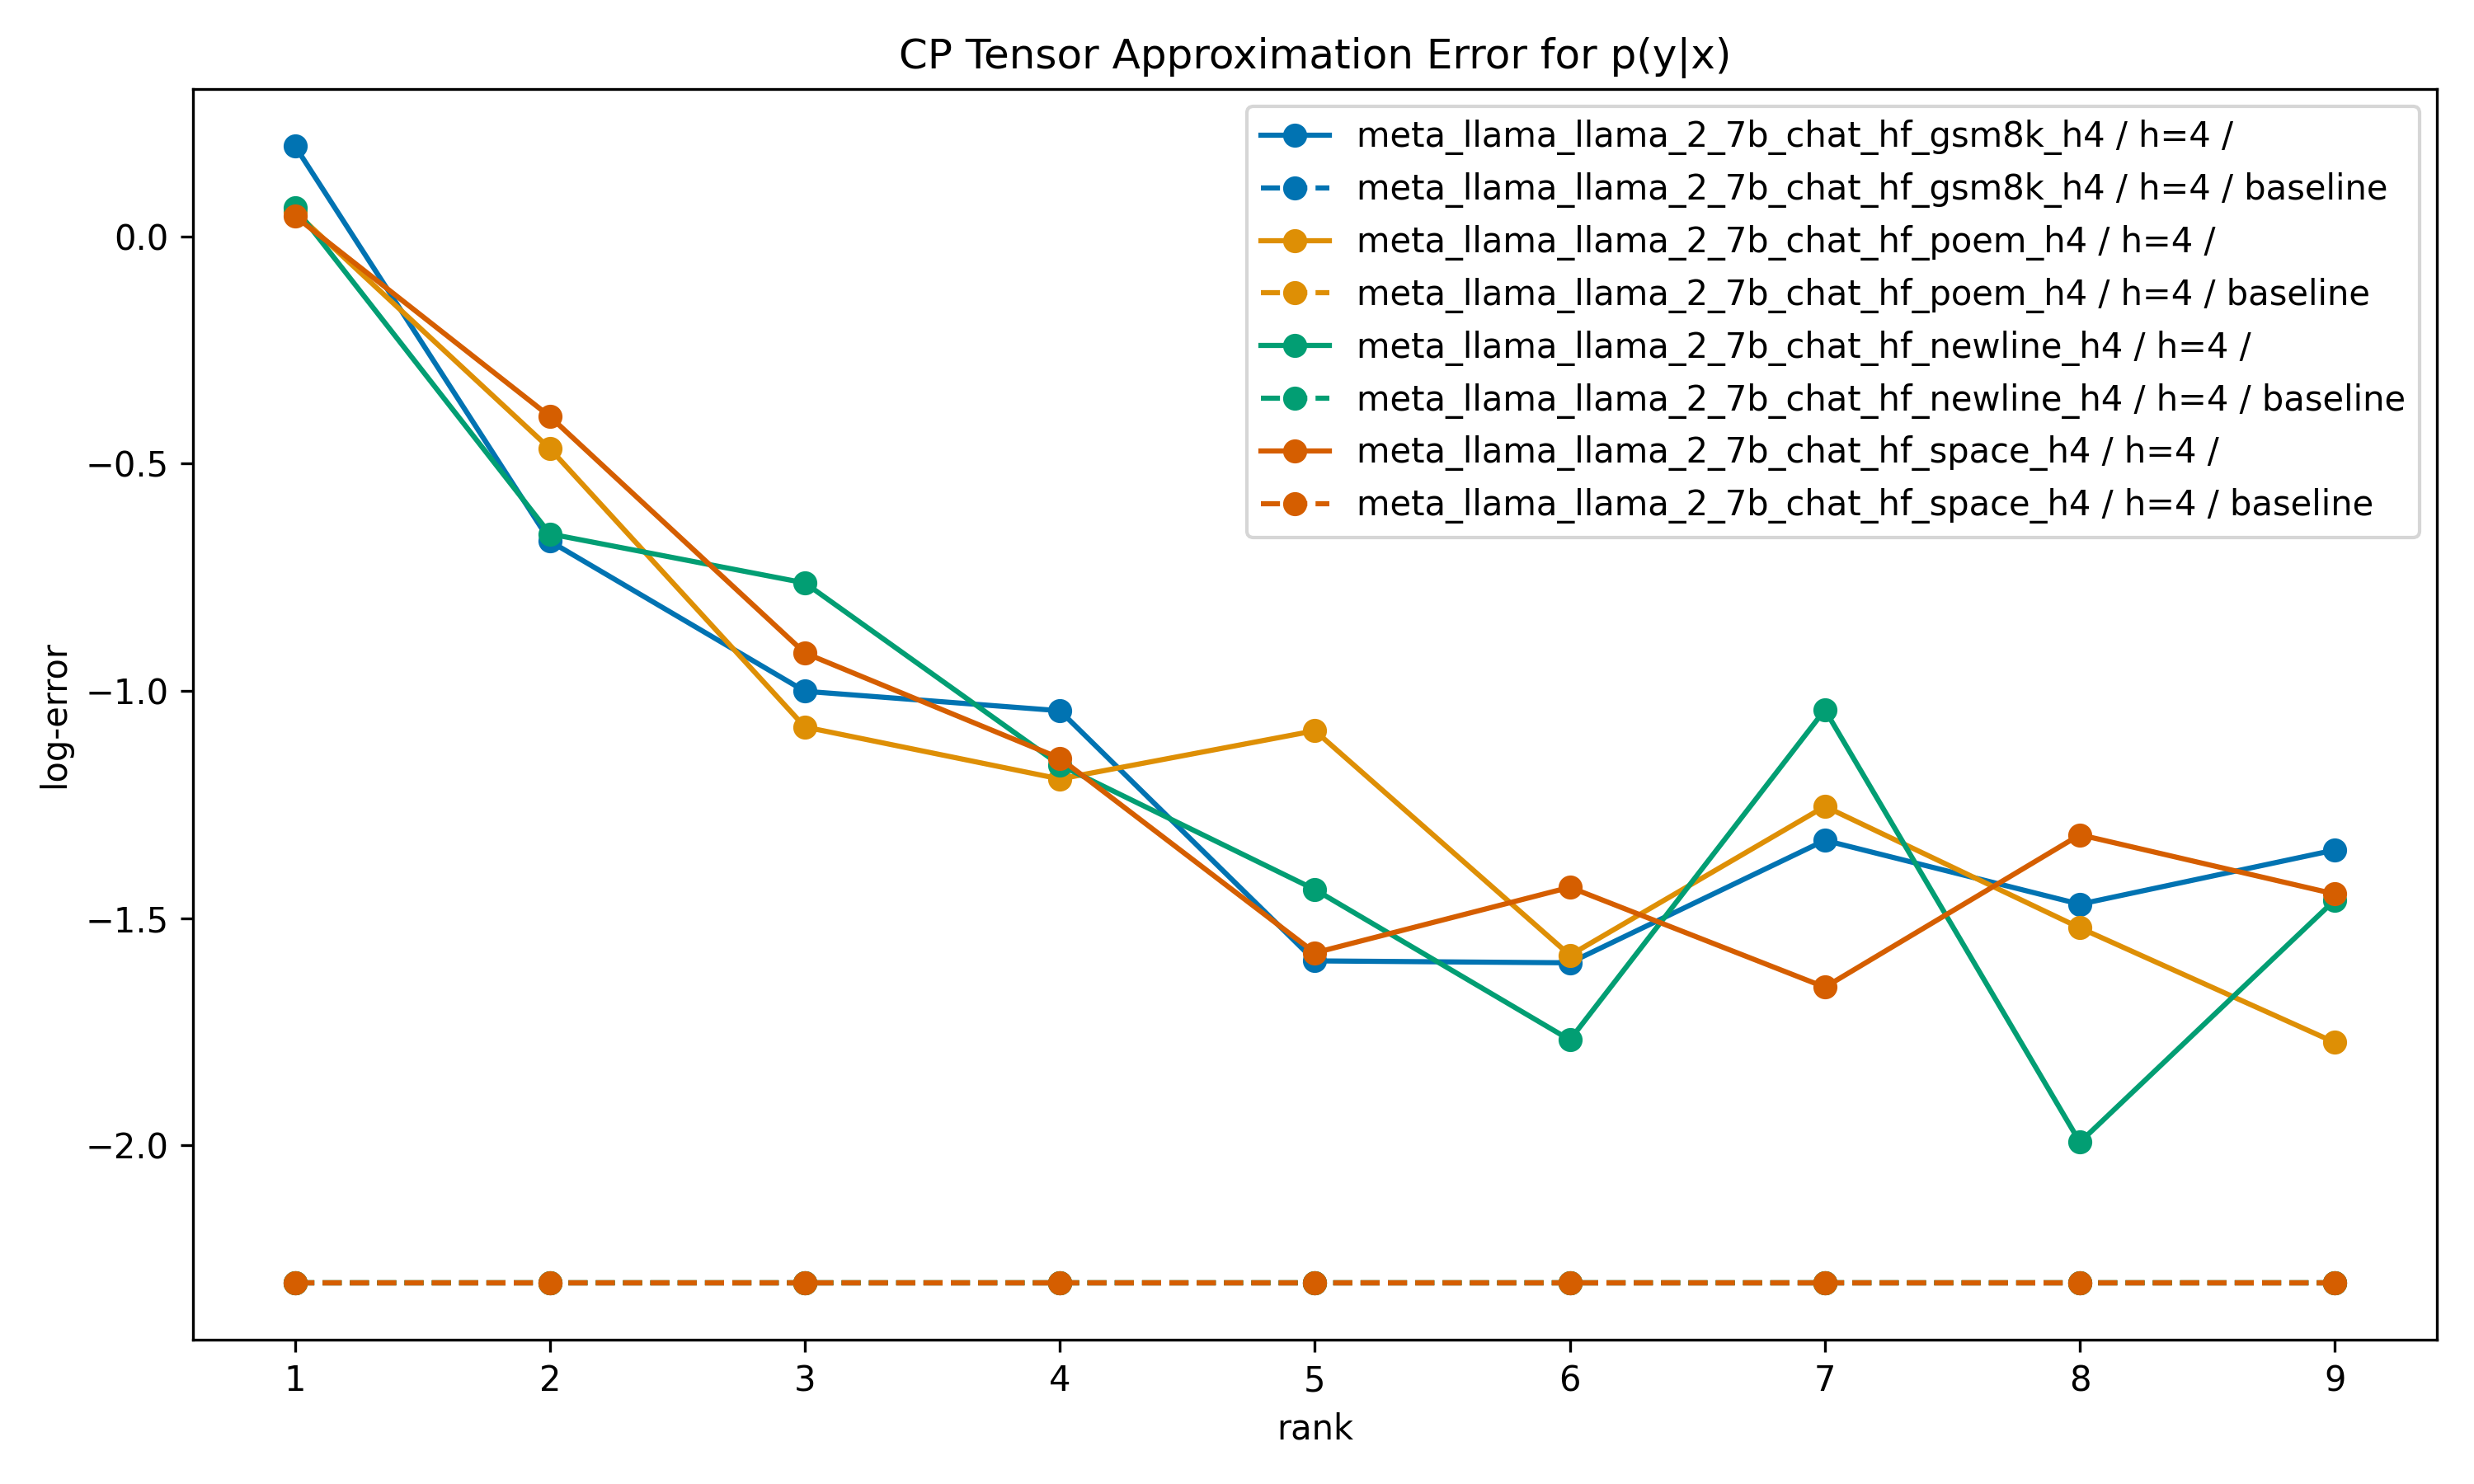 CP Tensor Approximation Error for p(y|x)
meta_llama_llama_2_7b_chat_hf_gsm8k_h4 / h=4 /
meta_llama_llama_2_7b_chat_hf_gsm8k_h4 / h=4 / baseline
meta_llama_llama_2_7b_chat_hf_poem_h4 / h=4 /
meta_llama_llama_2_7b_chat_hf_poem_h4 / h=4 / baseline
meta_llama_llama_2_7b_chat_hf_newline_h4 / h=4 /
meta_llama_llama_2_7b_chat_hf_newline_h4 / h=4 / baseline
meta_llama_llama_2_7b_chat_hf_space_h4 / h=4 /
meta_llama_llama_2_7b_chat_hf_space_h4 / h=4 / baseline
log-error
0.0
−0.5
−1.0
−1.5
−2.0
1 2 3 4 5 6 7 8 9
rank